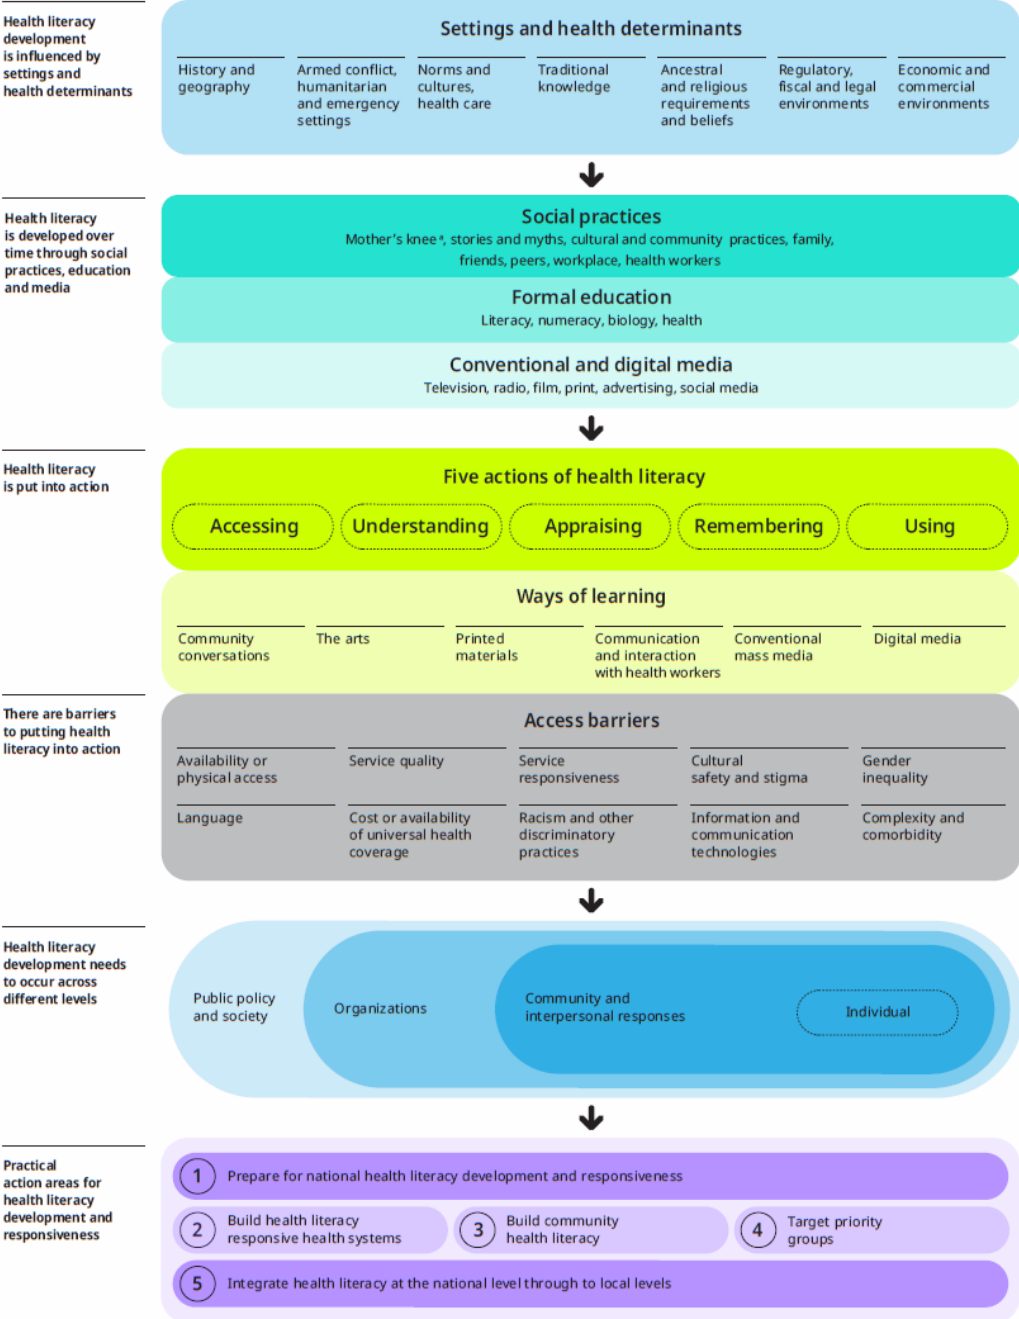 Health literacy
development
is influenced by
settings and
health determinants
Settings and health determinants
History and
geography
Armed conflict,
humanitarian
and emergency
settings
Norms and
cultures,
health care
Traditional
knowledge
Ancestral
and religious
requirements
and beliefs
Regulatory,
fiscal and legal
environments
Economic and
commercial
environments
Health literacy
is developed over
time through social
practices, education
and media
Social practices
Mother's knee ᵃ, stories and myths, cultural and community practices, family,
friends, peers, workplace, health workers
Formal education
Literacy, numeracy, biology, health
Conventional and digital media
Television, radio, film, print, advertising, social media
Health literacy
is put into action
Five actions of health literacy
Accessing
Understanding
Appraising
Remembering
Using
Ways of learning
Community
conversations
The arts
Printed
materials
Communication
and interaction
with health workers
Conventional
mass media
Digital media
There are barriers
to putting health
literacy into action
Access barriers
Availability or
physical access
Service quality
Service
responsiveness
Cultural
safety and stigma
Gender
inequality
Language
Cost or availability
of universal health
coverage
Racism and other
discriminatory
practices
Information and
communication
technologies
Complexity and
comorbidity
Health literacy
development needs
to occur across
different levels
Public policy
and society
Organizations
Community and
interpersonal responses
Individual
Practical
action areas for
health literacy
development and
responsiveness
1 Prepare for national health literacy development and responsiveness
2 Build health literacy
responsive health systems
3 Build community
health literacy
4 Target priority
groups
5 Integrate health literacy at the national level through to local levels